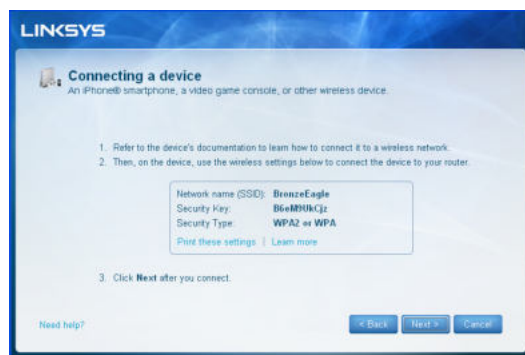 LINKSYS
Connecting a device
An iPhone® smartphone, a video game console, or other wireless device.
1. Refer to the device's documentation to learn how to connect it to a wireless network.
2. Then, on the device, use the wireless settings below to connect the device to your router.
Network name (SSID): BronzeEagle
Security Key: B6eM9UkCjz
Security Type: WPA2 or WPA
Print these settings | Learn more
3. Click Next after you connect.
Need help?
< Back Next > Cancel